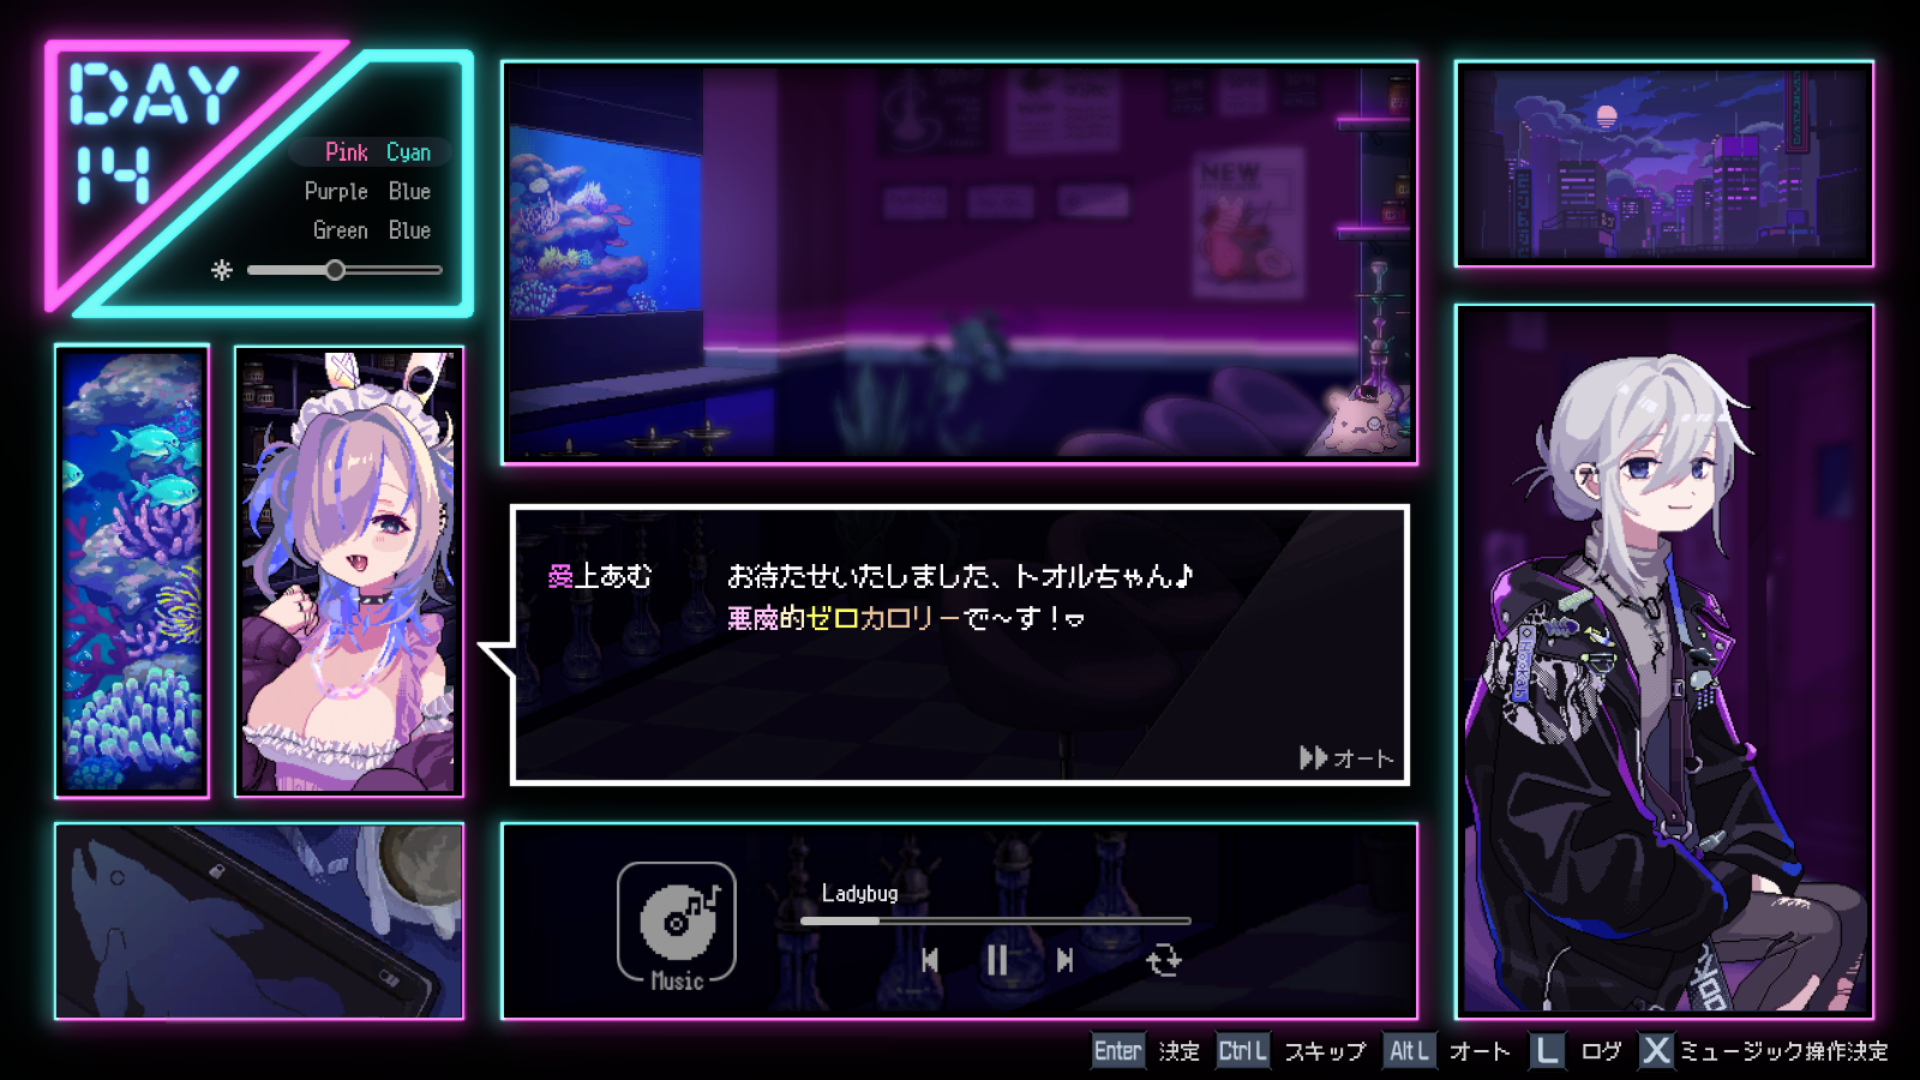 DAY
14
Pink Cyan
Purple Blue
Green Blue
NEW
愛上あむ
お待たせいたしました、トオルちゃん♪
悪魔的ゼロカロリーで〜す！♡
オート
Hookah
Ladybug
Music
Enter 決定 Ctrl L スキップ Alt L オート L ログ X ミュージック操作決定